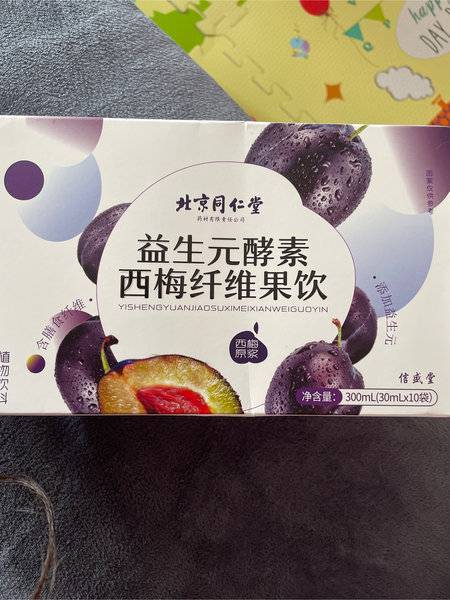 happy
DAY
北京同仁堂
药材有限责任公司
图案仅供参考
益生元酵素
西梅纤维果饮
YISHENGYUANJIAOSUXIMEIXIANWEIGUOYIN
含膳食纤维
添加益生元
西梅
原浆
信盛堂
植物饮料
净含量: 300mL(30mLx10袋)